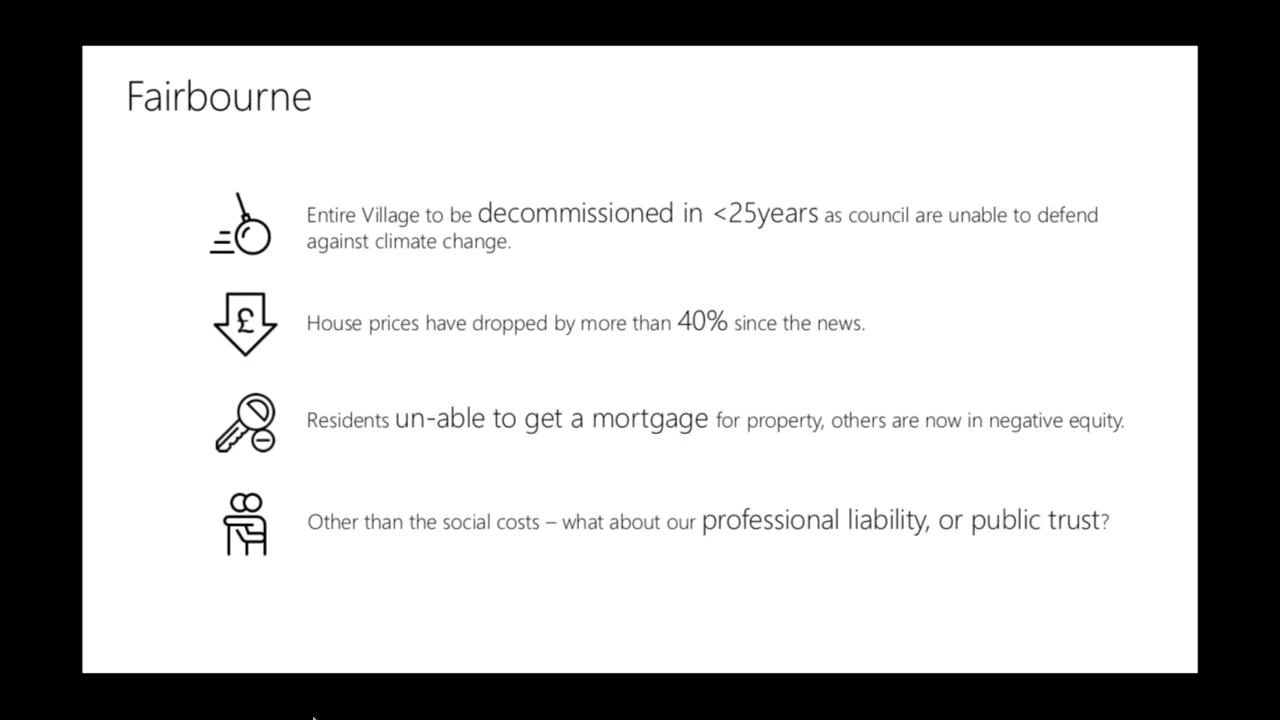 Fairbourne
Entire Village to be decommissioned in <25years as council are unable to defend
against climate change.
£
House prices have dropped by more than 40% since the news.
Residents un-able to get a mortgage for property, others are now in negative equity.
Other than the social costs – what about our professional liability, or public trust?